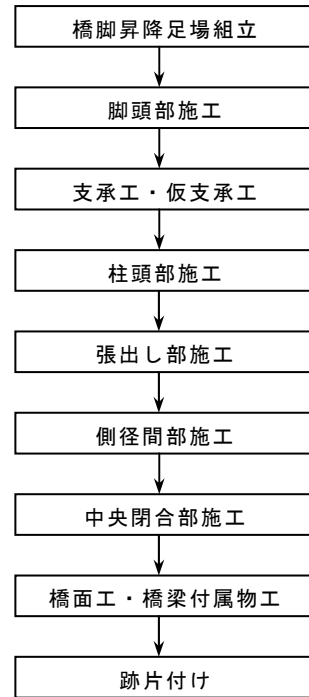 橋脚昇降足場組立
脚頭部施工
支承工・仮支承工
柱頭部施工
張出し部施工
側径間部施工
中央閉合部施工
橋面工・橋梁付属物工
跡片付け